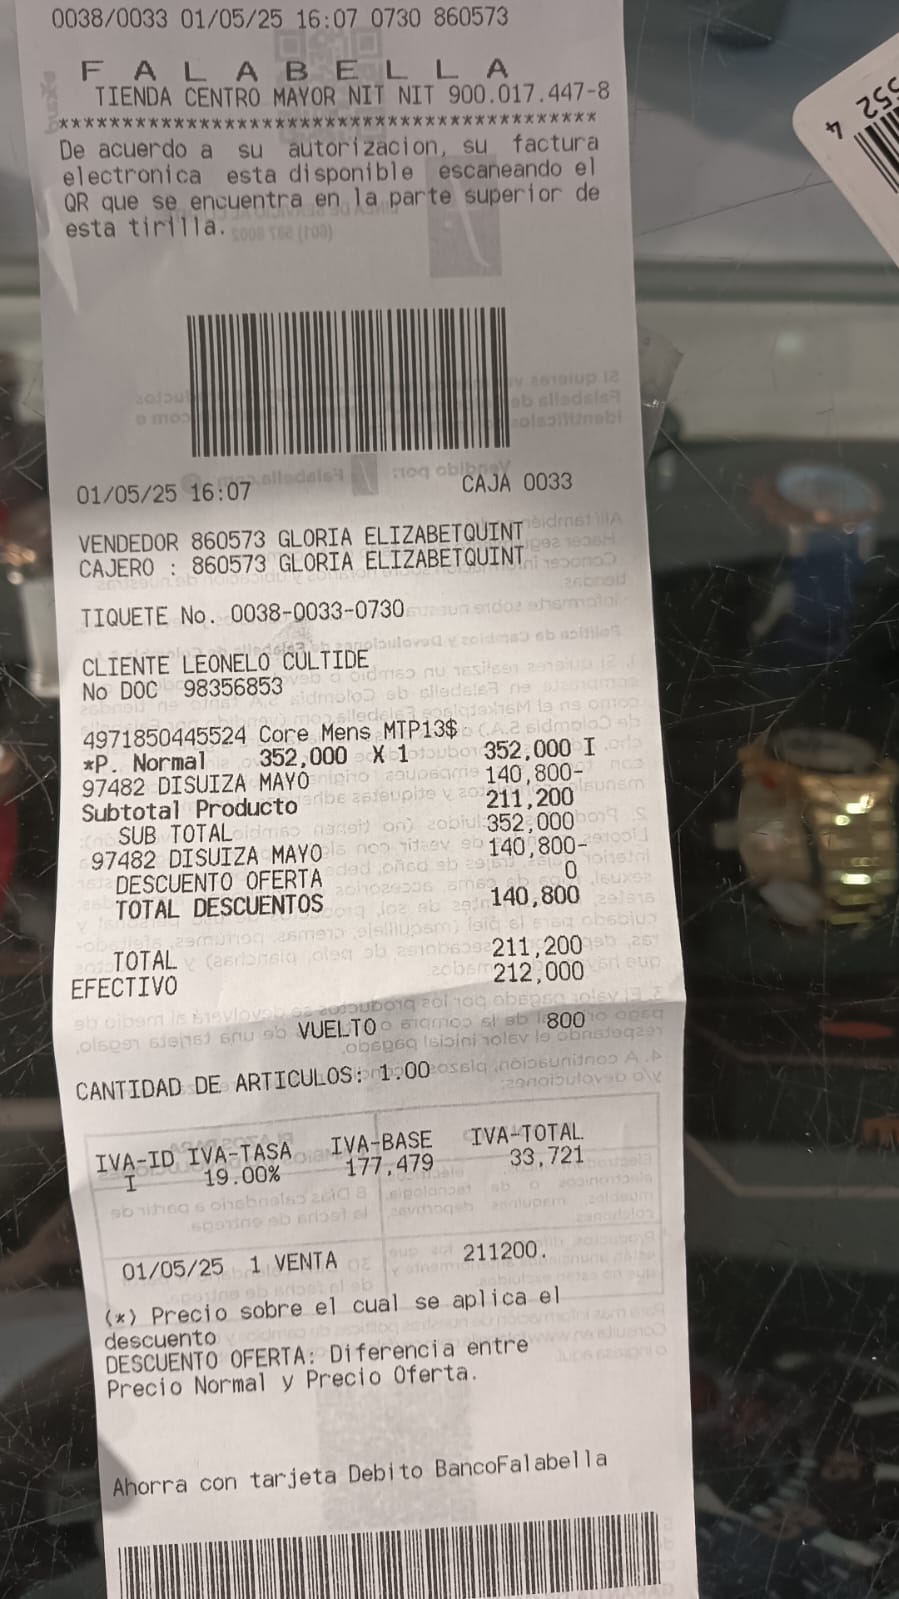 0038/0033 01/05/25 16:07 0730 860573
F A L A B E L L A
TIENDA CENTRO MAYOR NIT NIT 900.017.447-8
******************************************
De acuerdo a su autorizacion, su factura
electronica esta disponible escaneando el
QR que se encuentra en la parte superior de
esta tirilla.
01/05/25 16:07 CAJA 0033
VENDEDOR 860573 GLORIA ELIZABETQUINT
CAJERO : 860573 GLORIA ELIZABETQUINT
TIQUETE No. 0038-0033-0730
CLIENTE LEONELO CULTIDE
No DOC 98356853
4971850445524 Core Mens MTP13$
*P. Normal 352,000 X 1 352,000 I
97482 DISUIZA MAYO 140,800-
Subtotal Producto 211,200
SUB TOTAL 352,000
97482 DISUIZA MAYO 140,800-
DESCUENTO OFERTA 0
TOTAL DESCUENTOS 140,800
TOTAL 211,200
EFECTIVO 212,000
VUELTO 800
CANTIDAD DE ARTICULOS: 1.00
IVA-ID IVA-TASA IVA-BASE IVA-TOTAL
I 19.00% 177,479 33,721
01/05/25 1 VENTA 211200.
(*) Precio sobre el cual se aplica el
descuento
DESCUENTO OFERTA: Diferencia entre
Precio Normal y Precio Oferta.
Ahorra con tarjeta Debito BancoFalabella
552 4